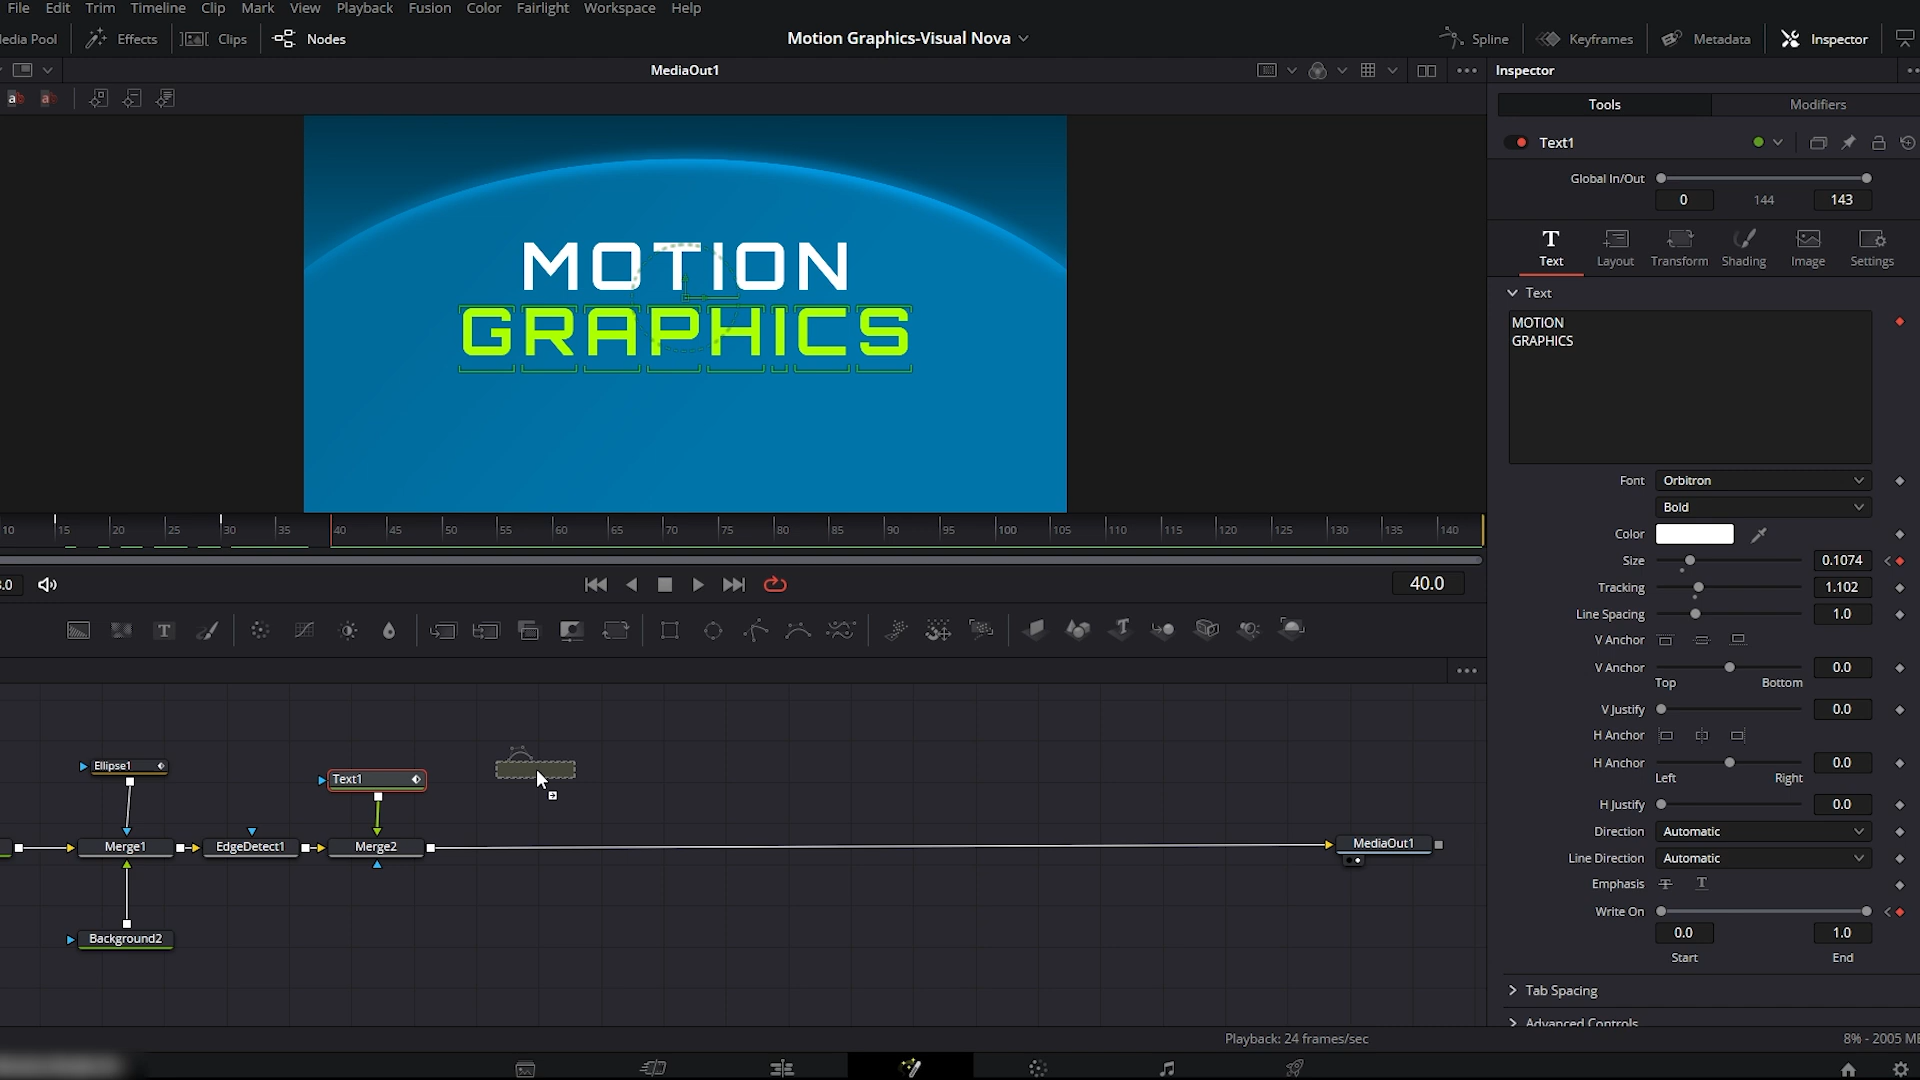 File Edit Trim Timeline Clip Mark View Playback Fusion Color Fairlight Workspace Help
edia Pool Effects Clips Nodes Motion Graphics-Visual Nova Spline Keyframes Metadata Inspector
MediaOut1 Inspector
Tools Modifiers
Text1
Global In/Out
0 144 143
Text Layout Transform Shading Image Settings
Text
MOTION
GRAPHICS
MOTION
GRAPHICS
Font Orbitron
Bold
Color
Size 0.1074
Tracking 1.102
Line Spacing 1.0
V Anchor
V Anchor 0.0
Top Bottom
V Justify 0.0
H Anchor
H Anchor 0.0
Left Right
H Justify 0.0
Direction Automatic
Line Direction Automatic
Emphasis
Write On
0.0 1.0
Start End
Tab Spacing
Advanced Controls
10 15 20 25 30 35 40 45 50 55 60 65 70 75 80 85 90 95 100 105 110 115 120 125 130 135 140
.0 40.0
Ellipse1 Text1
Merge1 EdgeDetect1 Merge2 MediaOut1
Background2
Playback: 24 frames/sec 8% - 2005 M